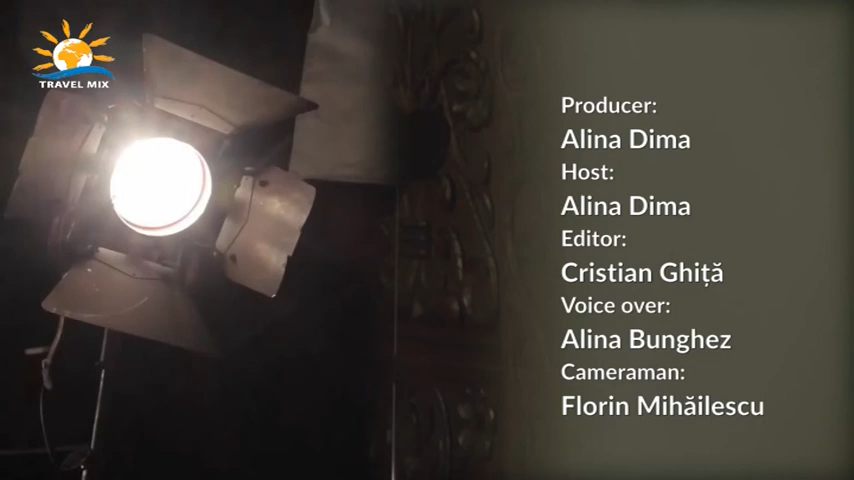 TRAVEL MIX
Producer:
Alina Dima
Host:
Alina Dima
Editor:
Cristian Ghiță
Voice over:
Alina Bunghez
Cameraman:
Florin Mihăilescu